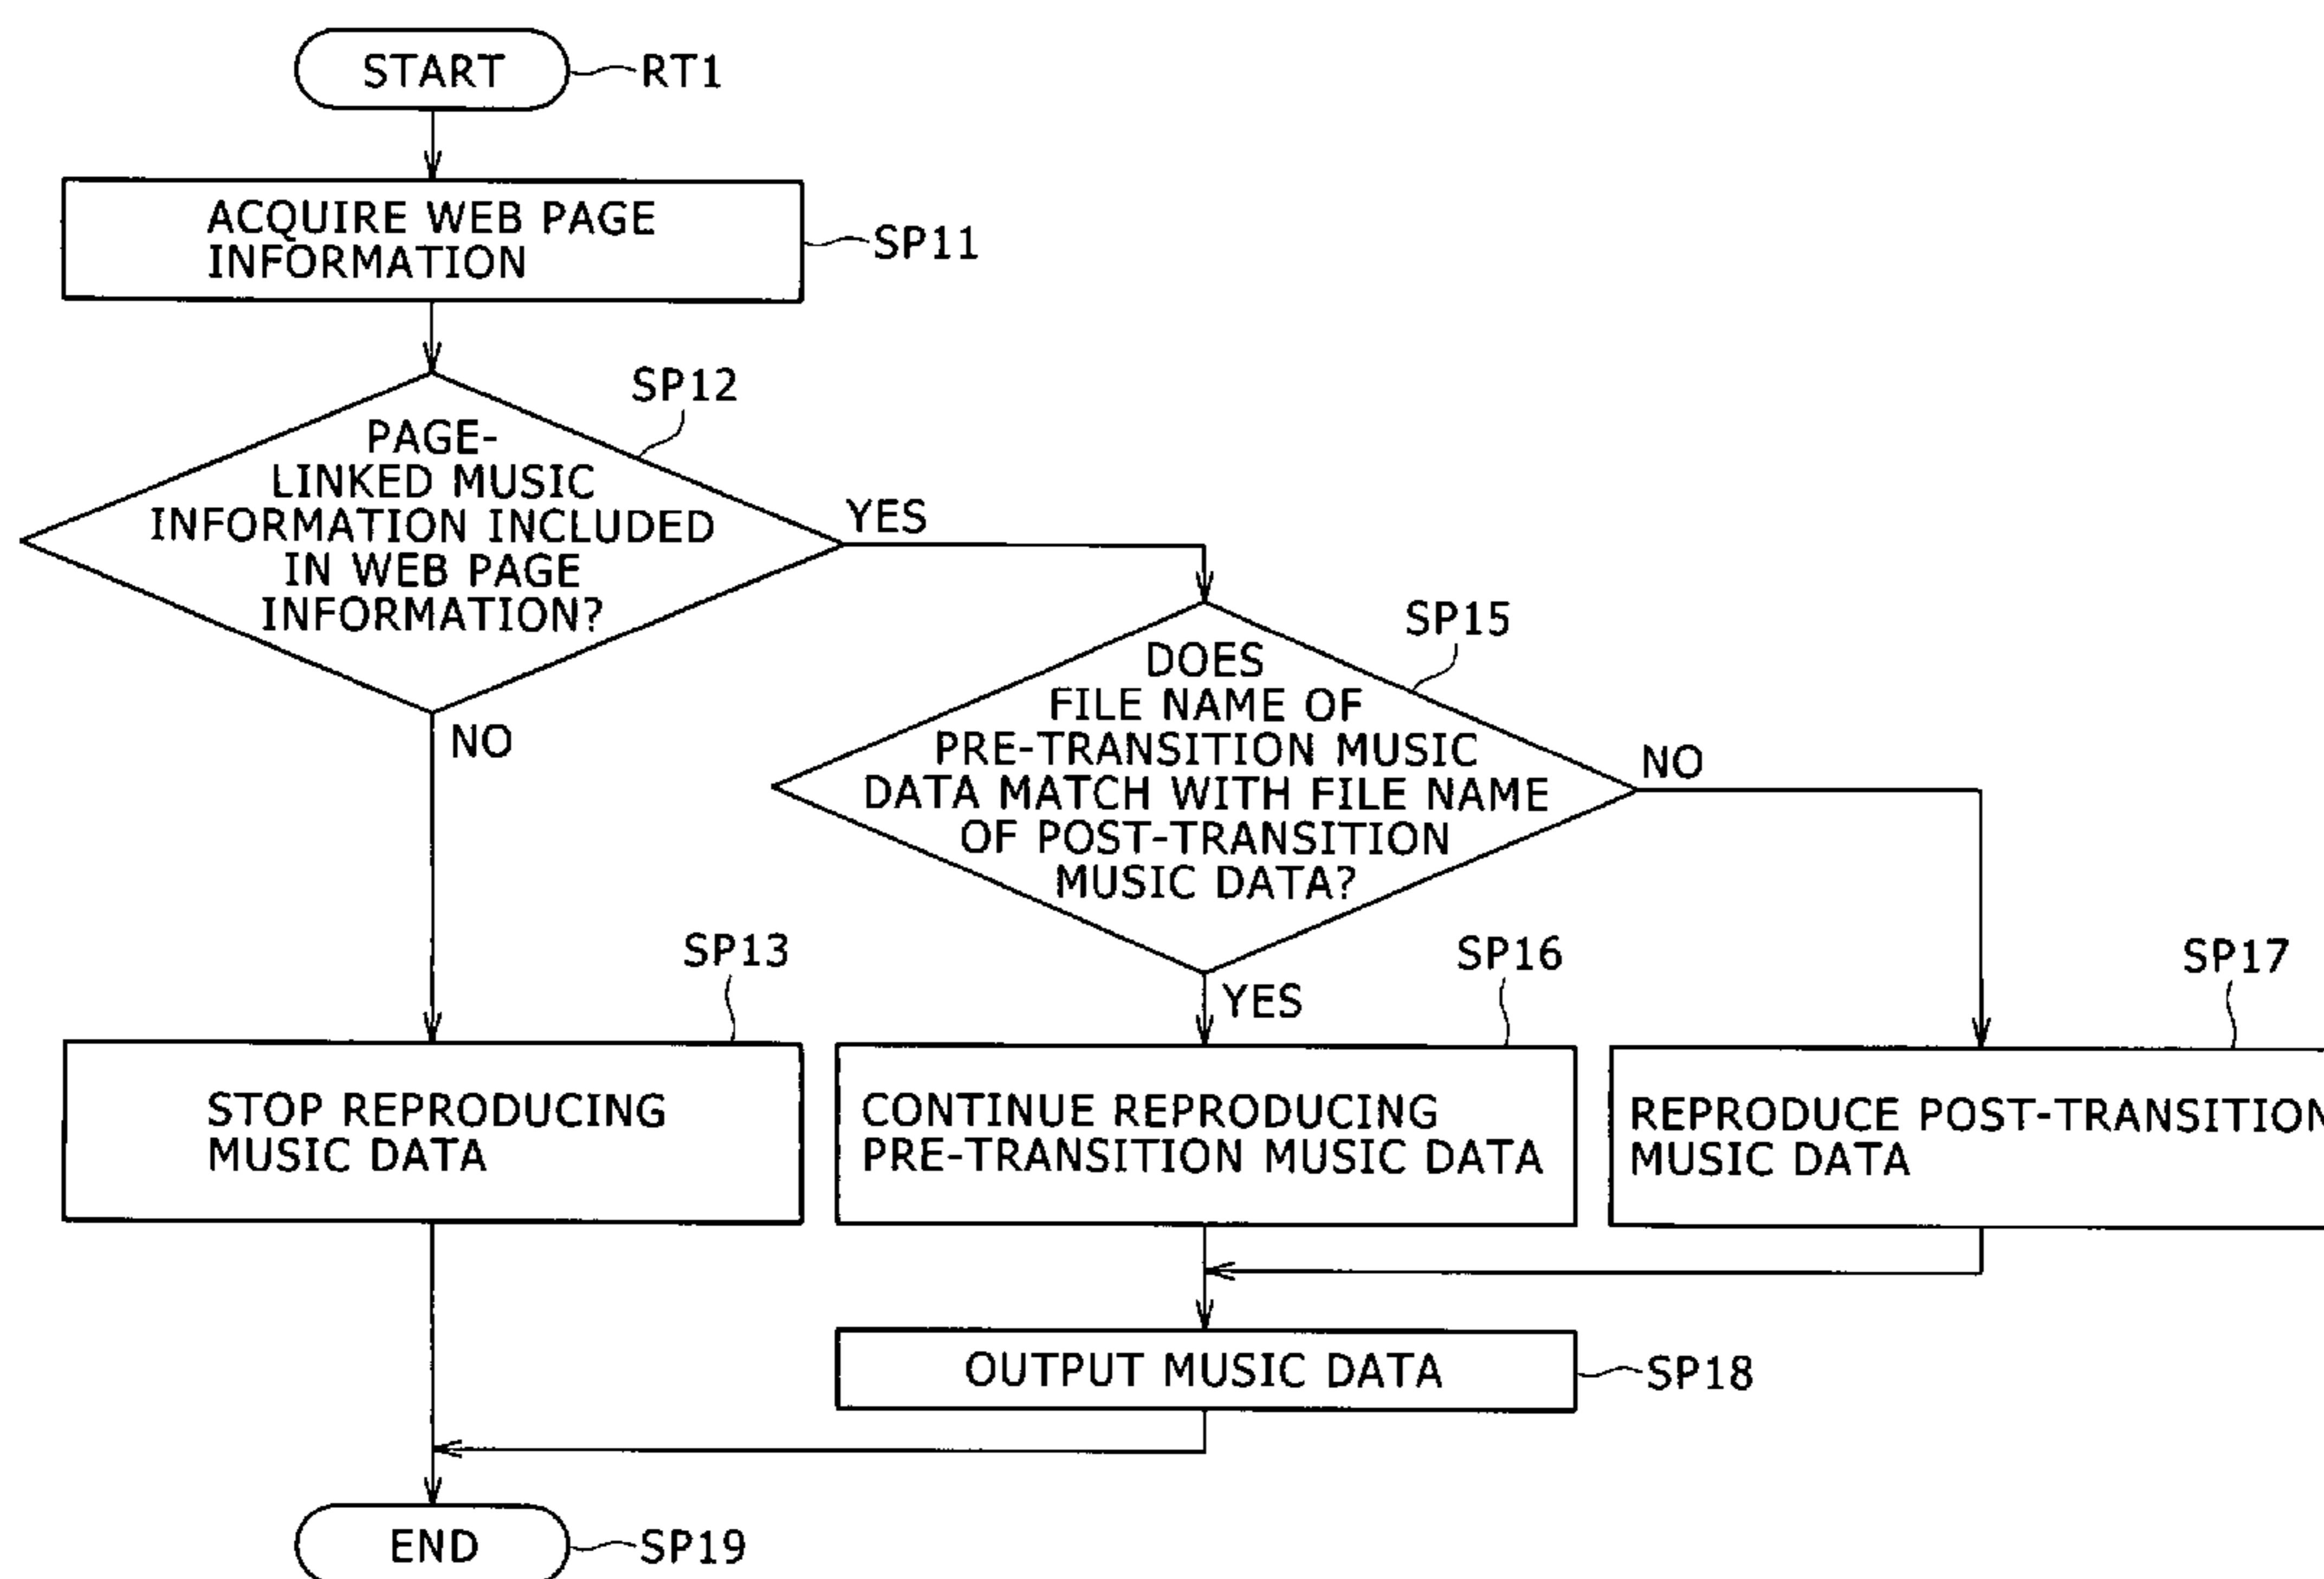 START
RT1
ACQUIRE WEB PAGE
INFORMATION
SP11
SP12
PAGE-
LINKED MUSIC
INFORMATION INCLUDED
IN WEB PAGE
INFORMATION?
YES
NO
SP15
DOES
FILE NAME OF
PRE-TRANSITION MUSIC
DATA MATCH WITH FILE NAME
OF POST-TRANSITION
MUSIC DATA?
NO
YES
SP13
STOP REPRODUCING
MUSIC DATA
SP16
CONTINUE REPRODUCING
PRE-TRANSITION MUSIC DATA
SP17
REPRODUCE POST-TRANSITION
MUSIC DATA
OUTPUT MUSIC DATA
SP18
END
SP19